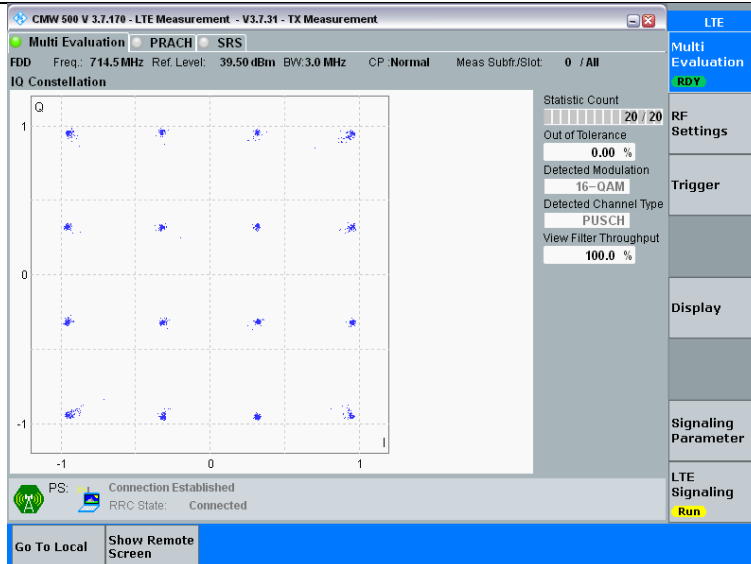 CMW 500 V 3.7.170 - LTE Measurement - V3.7.31 - TX Measurement
LTE
Multi Evaluation PRACH SRS
FDD Freq.: 714.5 MHz Ref. Level: 39.50 dBm BW: 3.0 MHz CP :Normal Meas Subfr./Slot: 0 / All
IQ Constellation
Q
1
0
-1
I
-1 0 1
Statistic Count
20 / 20
Out of Tolerance
0.00 %
Detected Modulation
16-QAM
Detected Channel Type
PUSCH
View Filter Throughput
100.0 %
Multi
Evaluation
RDY
RF
Settings
Trigger
Display
Signaling
Parameter
LTE
Signaling
Run
PS: Connection Established
RRC State: Connected
Go To Local
Show Remote
Screen